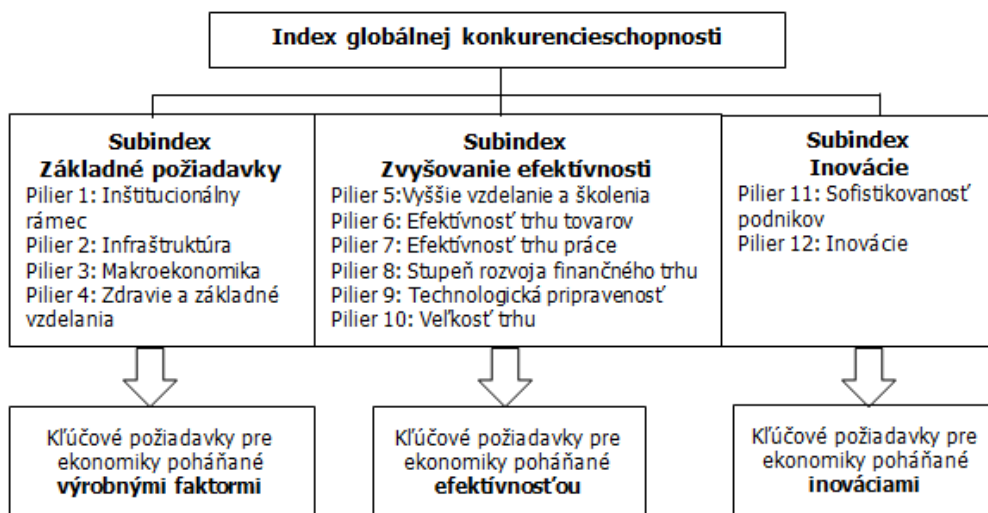 Index globálnej konkurencieschopnosti
Subindex
Základné požiadavky
Pilier 1: Inštitucionálny
rámec
Pilier 2: Infraštruktúra
Pilier 3: Makroekonomika
Pilier 4: Zdravie a základné
vzdelania
Subindex
Zvyšovanie efektívnosti
Pilier 5:Vyššie vzdelanie a školenia
Pilier 6: Efektívnosť trhu tovarov
Pilier 7: Efektívnosť trhu práce
Pilier 8: Stupeň rozvoja finančného trhu
Pilier 9: Technologická pripravenosť
Pilier 10: Veľkosť trhu
Subindex
Inovácie
Pilier 11: Sofistikovanosť
podnikov
Pilier 12: Inovácie
Kľúčové požiadavky pre
ekonomiky poháňané
výrobnými faktormi
Kľúčové požiadavky pre
ekonomiky poháňané
efektívnosťou
Kľúčové požiadavky pre
ekonomiky poháňané
inováciami